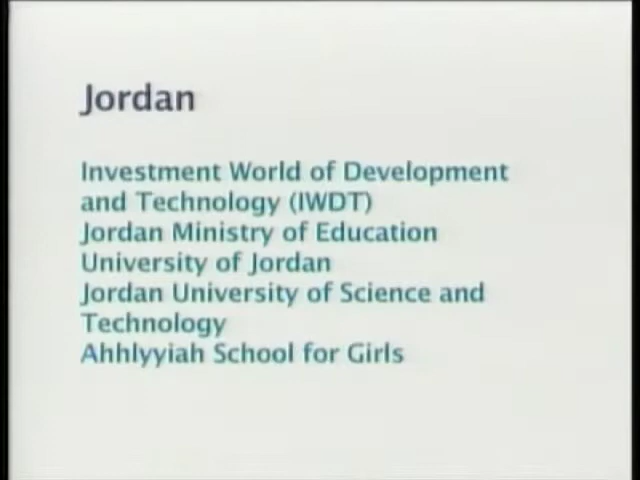 Jordan
Investment World of Development
and Technology (IWDT)
Jordan Ministry of Education
University of Jordan
Jordan University of Science and
Technology
Ahhlyyiah School for Girls